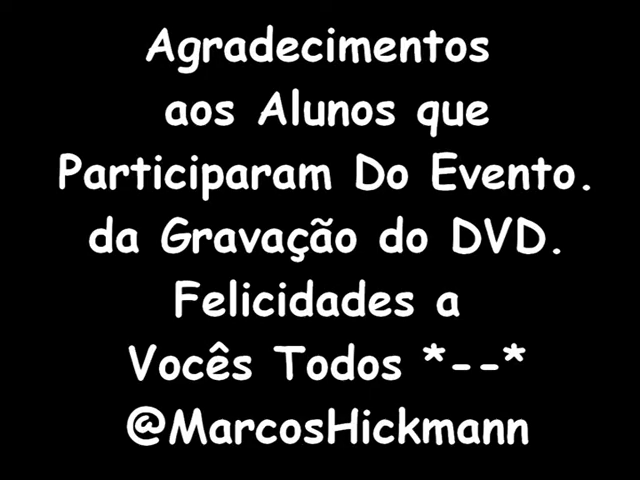 Agradecimentos
aos Alunos que
Participaram Do Evento.
da Gravação do DVD.
Felicidades a
Vocês Todos *--*
@MarcosHickmann